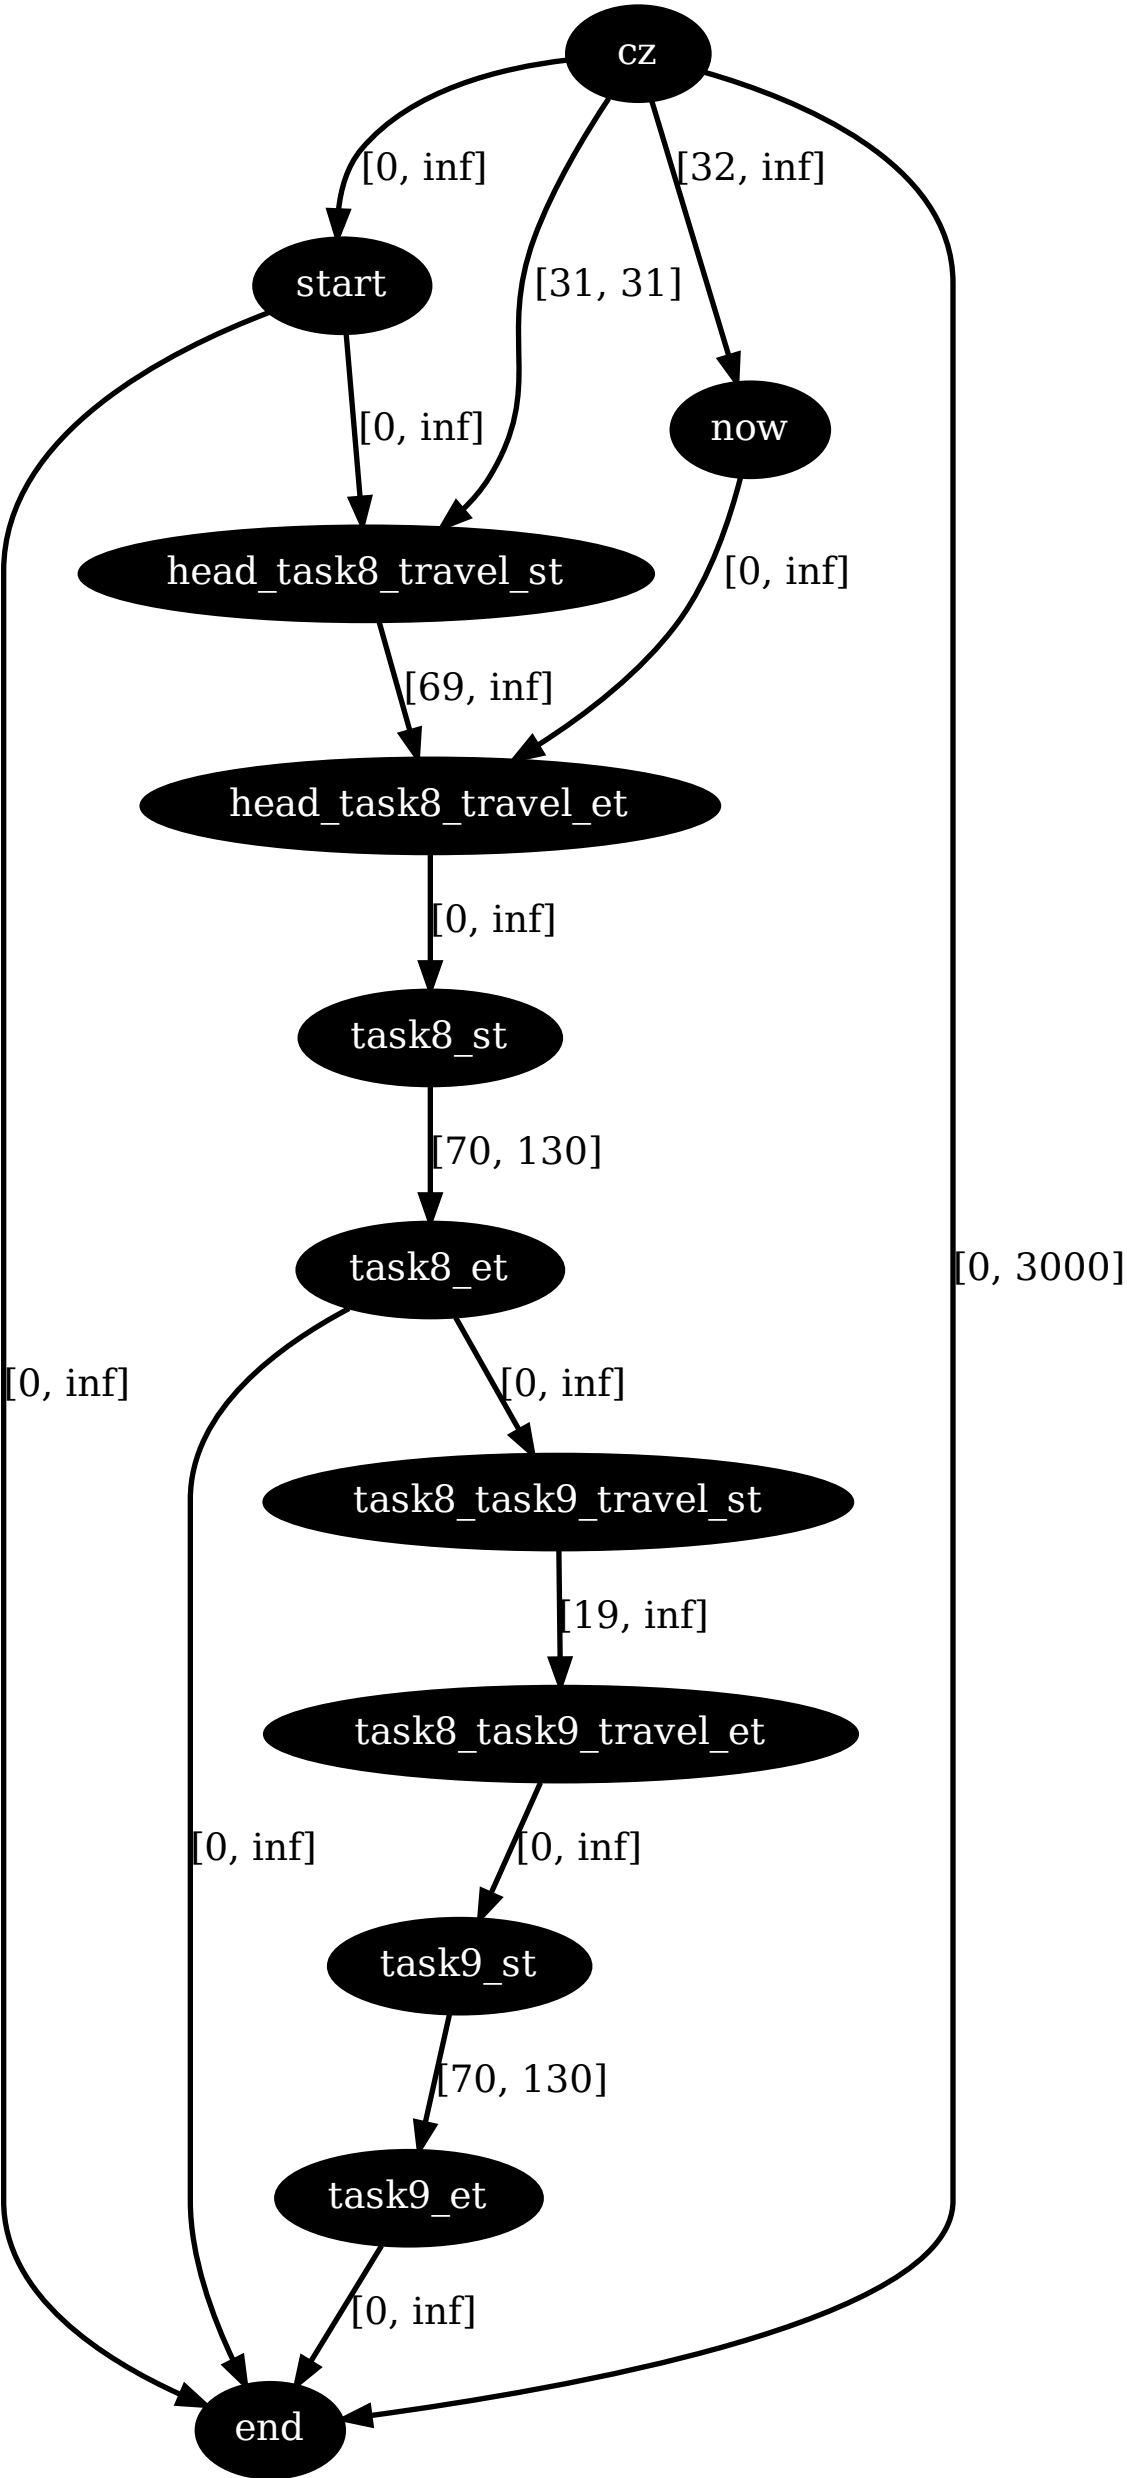 cz
[0, inf]
[32, inf]
start
[31, 31]
[0, inf]
now
head_task8_travel_st
[0, inf]
[69, inf]
head_task8_travel_et
[0, inf]
task8_st
[70, 130]
task8_et
[0, 3000]
[0, inf]
[0, inf]
task8_task9_travel_st
[19, inf]
task8_task9_travel_et
[0, inf]
[0, inf]
task9_st
[70, 130]
task9_et
[0, inf]
end